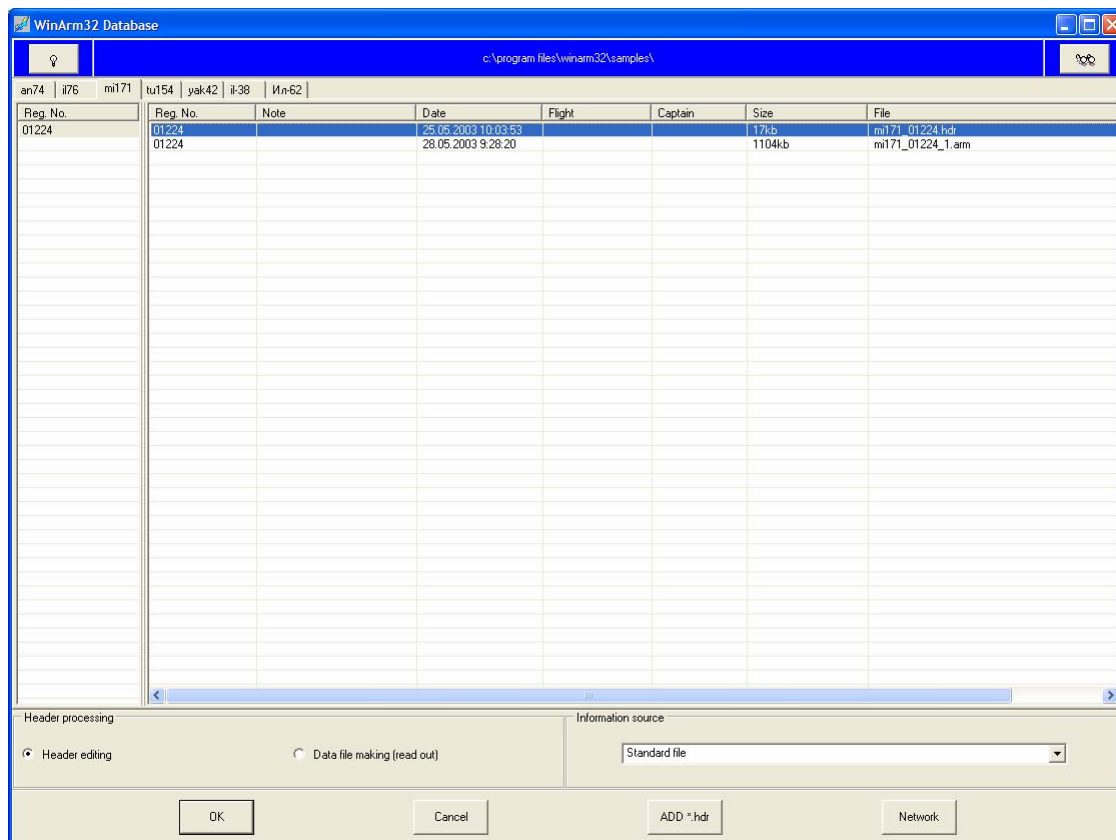 WinArm32 Database
c:\program files\winarm32\samples\
an74 il76 mi171 tu154 yak42 il-38 Ил-62
Reg. No. Reg. No. Note Date Flight Captain Size File
01224 01224 25.05.2003 10:03:53 17kb mi171_01224.hdr
01224 28.05.2003 9:28:20 1104kb mi171_01224_1.arm
Header processing Information source
Header editing Data file making (read out) Standard file
OK Cancel ADD *.hdr Network